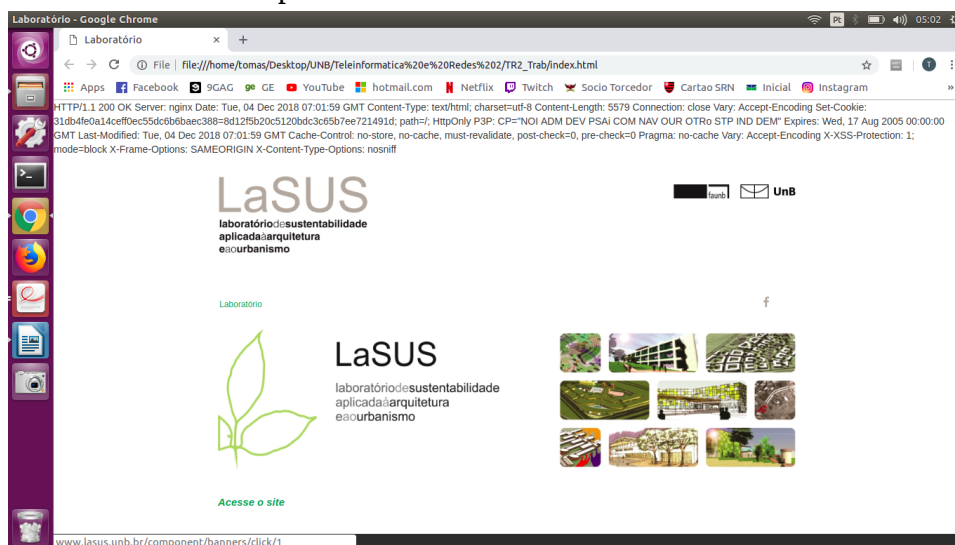 Laboratório - Google Chrome
Pt
05:02
Laboratório × +
File | file:///home/tomas/Desktop/UNB/Teleinformatica%20e%20Redes%202/TR2_Trab/index.html
T
Apps Facebook 9GAG GE YouTube hotmail.com Netflix Twitch Socio Torcedor Cartao SRN Inicial Instagram »
HTTP/1.1 200 OK Server: nginx Date: Tue, 04 Dec 2018 07:01:59 GMT Content-Type: text/html; charset=utf-8 Content-Length: 5579 Connection: close Vary: Accept-Encoding Set-Cookie:
31db4fe0a14ceff0ec55dc6b6baec388=8d12f5b20c5120bdc3c65b7ee721491d; path=/; HttpOnly P3P: CP="NOI ADM DEV PSAi COM NAV OUR OTRo STP IND DEM" Expires: Wed, 17 Aug 2005 00:00:00
GMT Last-Modified: Tue, 04 Dec 2018 07:01:59 GMT Cache-Control: no-store, no-cache, must-revalidate, post-check=0, pre-check=0 Pragma: no-cache Vary: Accept-Encoding X-XSS-Protection: 1;
mode=block X-Frame-Options: SAMEORIGIN X-Content-Type-Options: nosniff
LaSUS
faunb UnB
laboratóriodesustentabilidade
aplicadaàarquitetura
eaourbanismo
Laboratório
LaSUS
laboratóriodesustentabilidade
aplicadaàarquitetura
eaourbanismo
Acesse o site
www.lasus.unb.br/component/banners/click/1